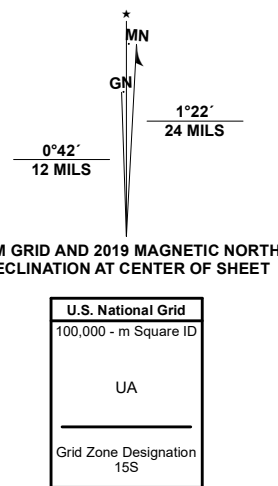 ★
MN
GN
1°22´
24 MILS
0°42´
12 MILS
M GRID AND 2019 MAGNETIC NORTH
ECLINATION AT CENTER OF SHEET
U.S. National Grid
100,000 - m Square ID
UA
Grid Zone Designation
15S